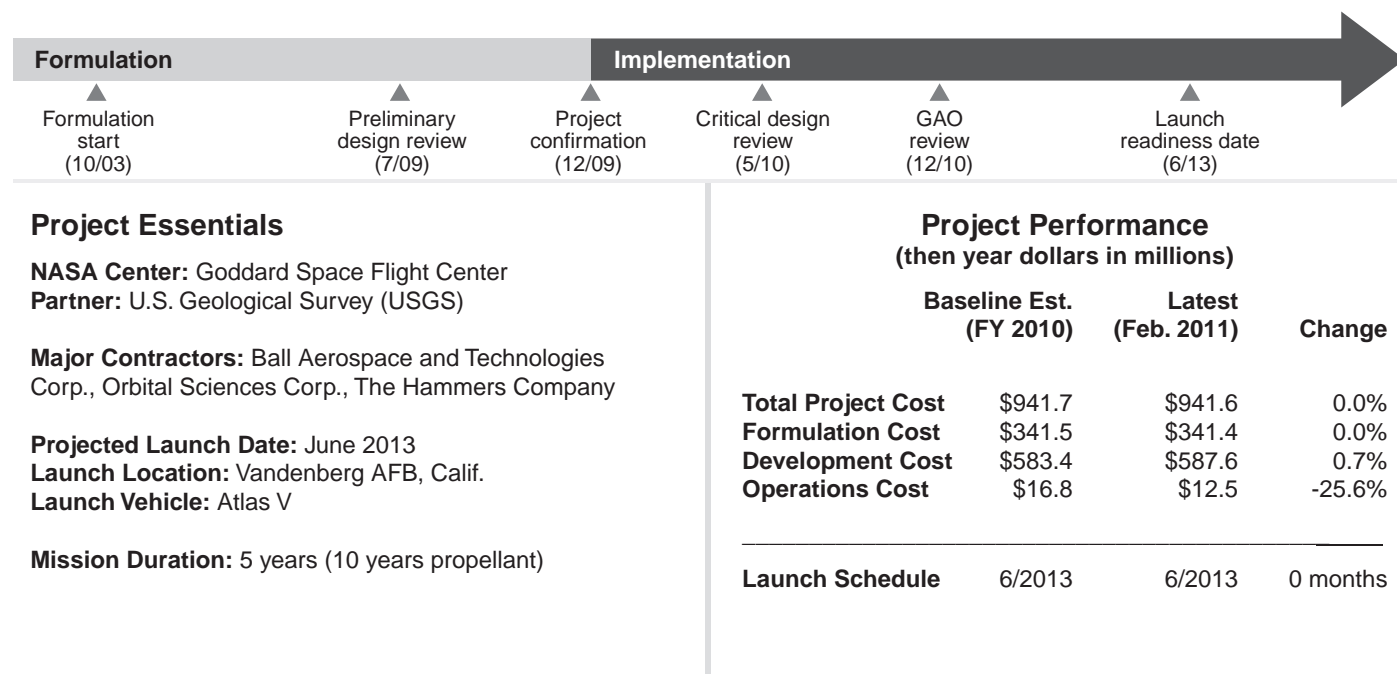 Formulation
Implementation
Formulation
start
(10/03)
Preliminary
design review
(7/09)
Project
confirmation
(12/09)
Critical design
review
(5/10)
GAO
review
(12/10)
Launch
readiness date
(6/13)
Project Essentials
NASA Center: Goddard Space Flight Center
Partner: U.S. Geological Survey (USGS)
Major Contractors: Ball Aerospace and Technologies
Corp., Orbital Sciences Corp., The Hammers Company
Projected Launch Date: June 2013
Launch Location: Vandenberg AFB, Calif.
Launch Vehicle: Atlas V
Mission Duration: 5 years (10 years propellant)
Project Performance
(then year dollars in millions)
Baseline Est. Latest
(FY 2010) (Feb. 2011) Change
Total Project Cost $941.7 $941.6 0.0%
Formulation Cost $341.5 $341.4 0.0%
Development Cost $583.4 $587.6 0.7%
Operations Cost $16.8 $12.5 -25.6%
Launch Schedule 6/2013 6/2013 0 months